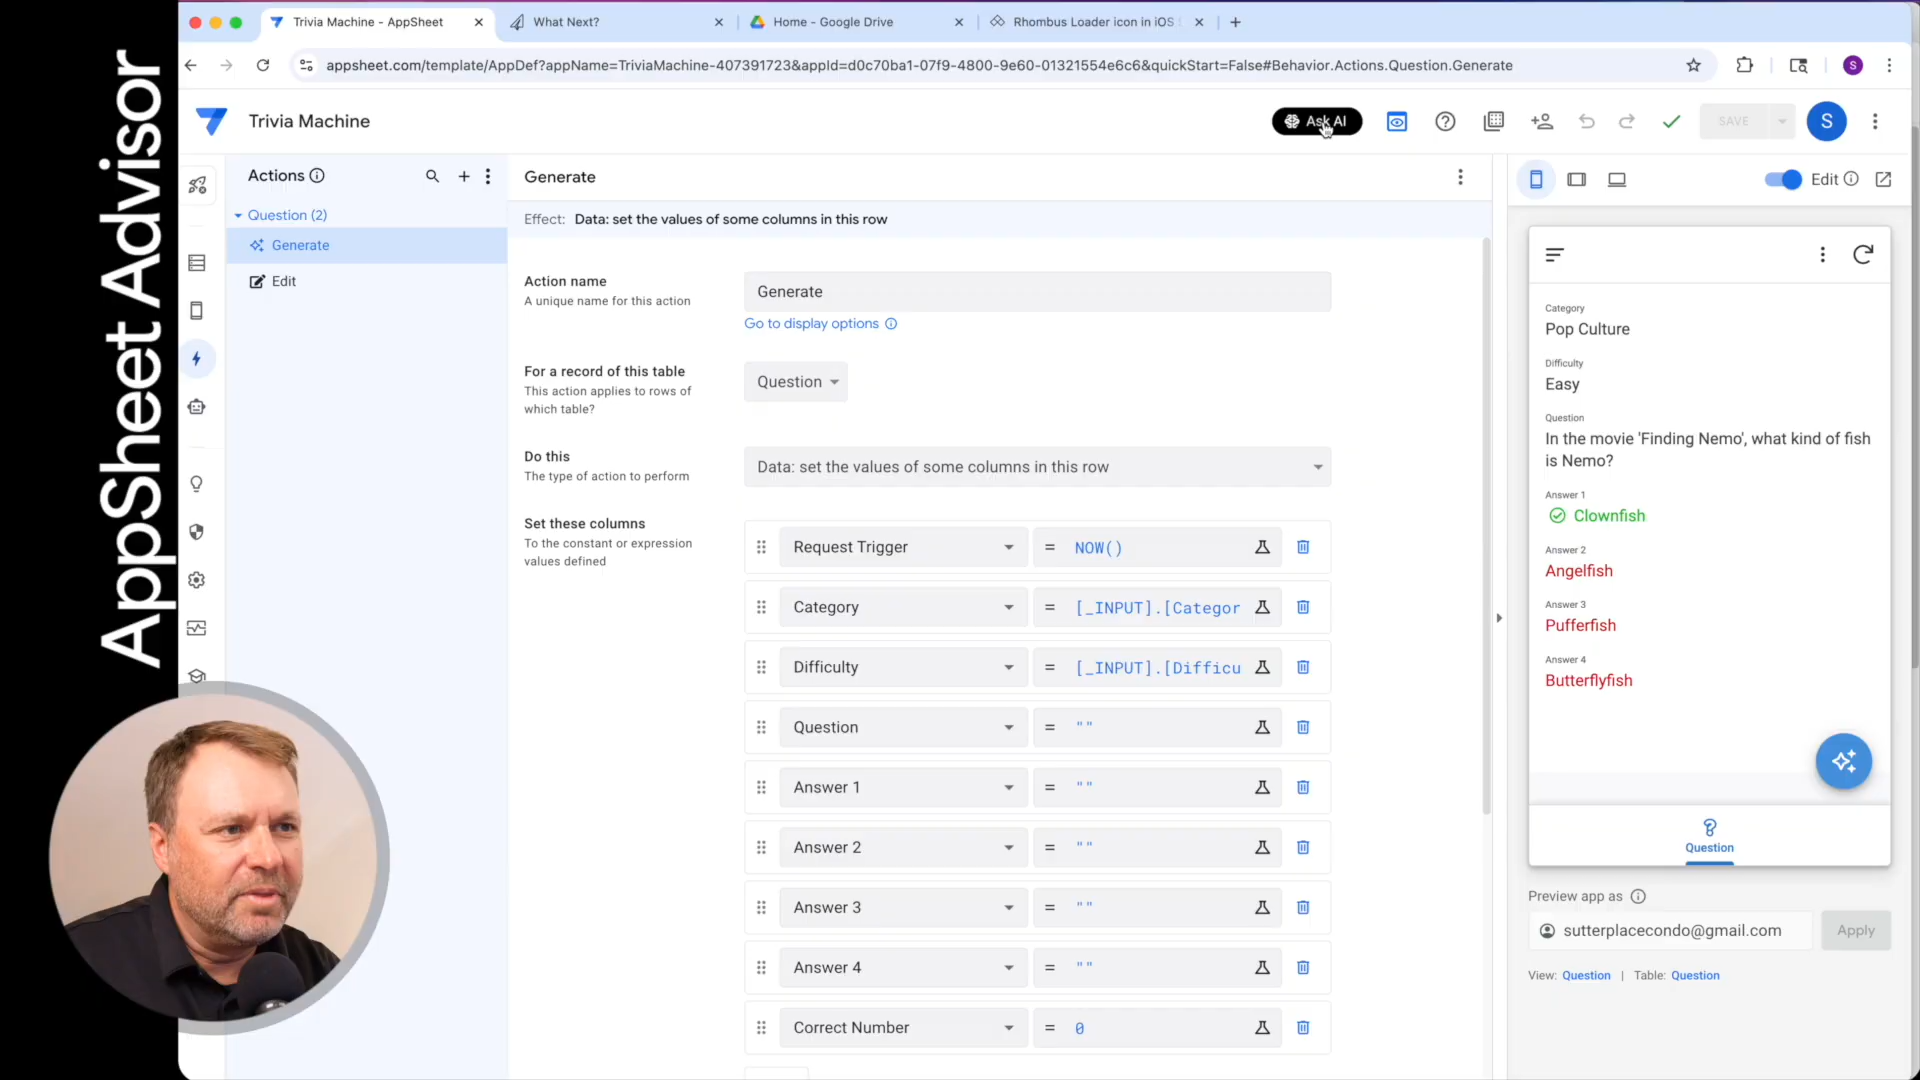 AppSheet Advisor
Trivia Machine - AppSheet
What Next?
Home - Google Drive
Rhombus Loader icon in iOS
appsheet.com/template/AppDef?appName=TriviaMachine-407391723&appId=d0c70ba1-07f9-4800-9e60-01321554e6c6&quickStart=False#Behavior.Actions.Question.Generate
S
Trivia Machine
Ask AI
SAVE
S
Actions
Question (2)
Generate
Edit
Generate
Effect: Data: set the values of some columns in this row
Action name
A unique name for this action
Generate
Go to display options
For a record of this table
This action applies to rows of
which table?
Question
Do this
The type of action to perform
Data: set the values of some columns in this row
Set these columns
To the constant or expression
values defined
Request Trigger = NOW()
Category = [_INPUT].[Categor
Difficulty = [_INPUT].[Difficu
Question = ""
Answer 1 = ""
Answer 2 = ""
Answer 3 = ""
Answer 4 = ""
Correct Number = 0
Edit
Category
Pop Culture
Difficulty
Easy
Question
In the movie 'Finding Nemo', what kind of fish
is Nemo?
Answer 1
Clownfish
Answer 2
Angelfish
Answer 3
Pufferfish
Answer 4
Butterflyfish
Question
Preview app as
sutterplacecondo@gmail.com
Apply
View: Question | Table: Question